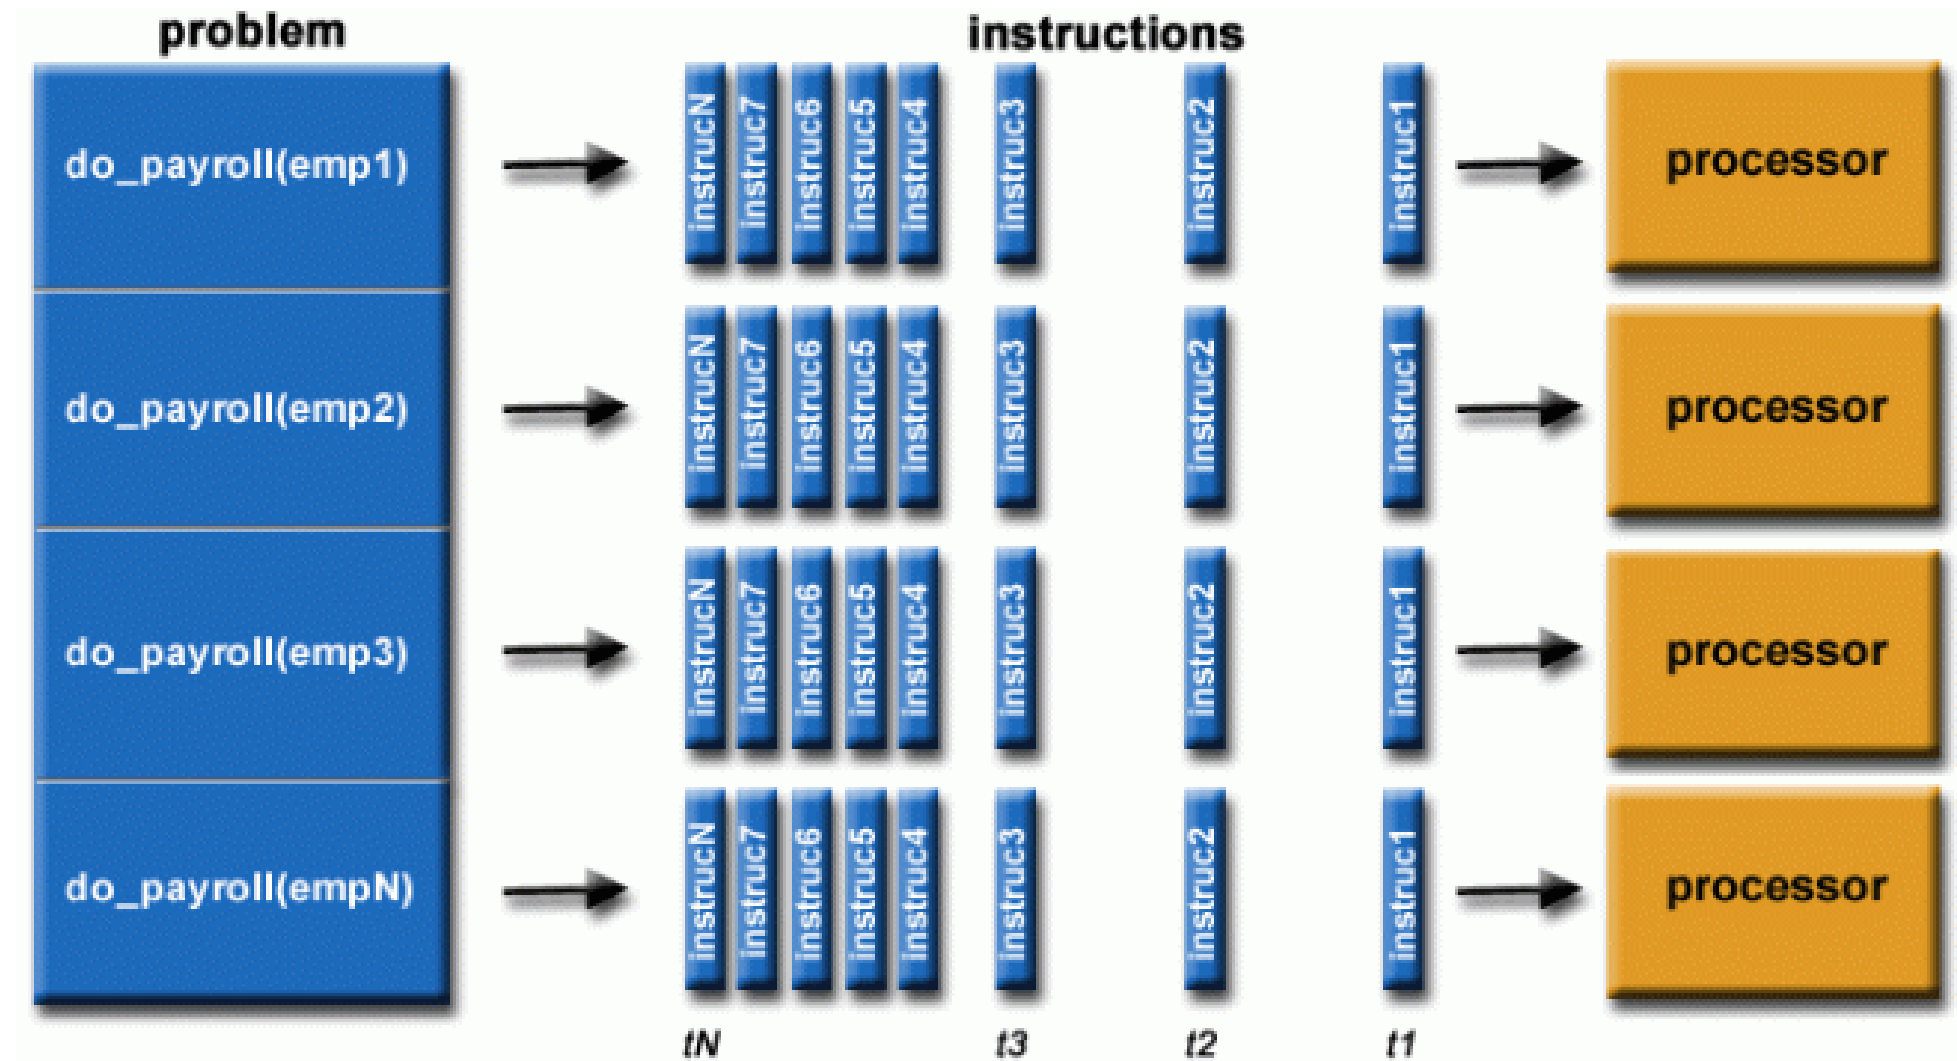 problem
instructions
do_payroll(emp1)
instrucN
instruc7
instruc6
instruc5
instruc4
instruc3
instruc2
instruc1
processor
do_payroll(emp2)
instrucN
instruc7
instruc6
instruc5
instruc4
instruc3
instruc2
instruc1
processor
do_payroll(emp3)
instrucN
instruc7
instruc6
instruc5
instruc4
instruc3
instruc2
instruc1
processor
do_payroll(empN)
instrucN
instruc7
instruc6
instruc5
instruc4
instruc3
instruc2
instruc1
processor
tN
t3
t2
t1